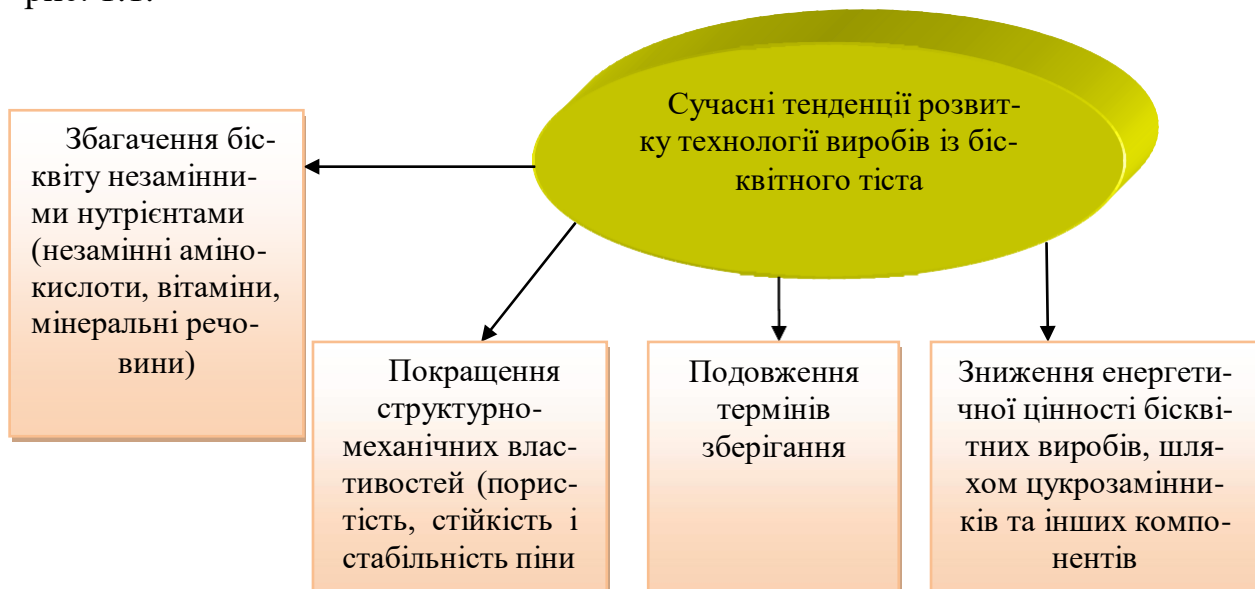 рис. 1.1.
Сучасні тенденції розвит-
ку технології виробів із біс-
квітного тіста
Збагачення біс-
квіту незамінни-
ми нутрієнтами
(незамінні аміно-
кислоти, вітаміни,
мінеральні речо-
вини)
Покращення
структурно-
механічних влас-
тивостей (порис-
тість, стійкість і
стабільність піни
Подовження
термінів
зберігання
Зниження енергети-
чної цінності бісквіт-
тних виробів, шля-
хом цукрозамінни-
ків та інших компо-
нентів